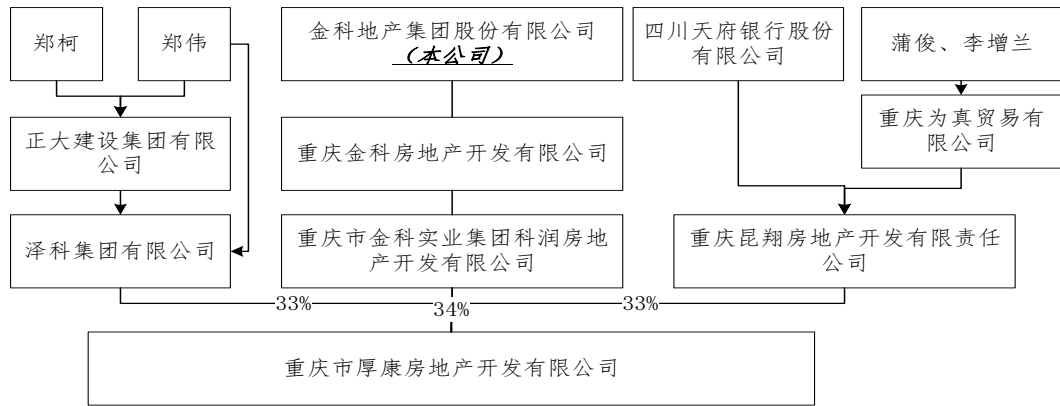 郑柯
郑伟
金科地产集团股份有限公司
（本公司）
四川天府银行股份
有限公司
蒲俊、李增兰
正大建设集团有限
公司
重庆金科房地产开发有限公司
重庆为真贸易有
限公司
泽科集团有限公司
重庆市金科实业集团科润房地
产开发有限公司
重庆昆翔房地产开发有限责任
公司
33%
34%
33%
重庆市厚康房地产开发有限公司